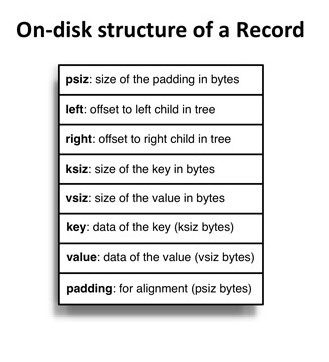 On-disk structure of a Record
psiz: size of the padding in bytes
left: offset to left child in tree
right: offset to right child in tree
ksiz: size of the key in bytes
vsiz: size of the value in bytes
key: data of the key (ksiz bytes)
value: data of the value (vsiz bytes)
padding: for alignment (psiz bytes)